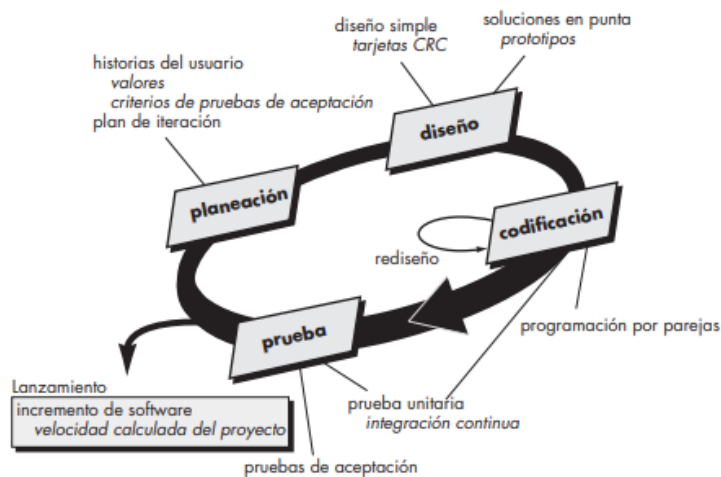 diseño simple
tarjetas CRC
soluciones en punta
prototipos
historias del usuario
valores
criterios de pruebas de aceptación
plan de iteración
diseño
planeación
codificación
rediseño
programación por parejas
prueba
Lanzamiento
incremento de software
velocidad calculada del proyecto
prueba unitaria
integración continua
pruebas de aceptación